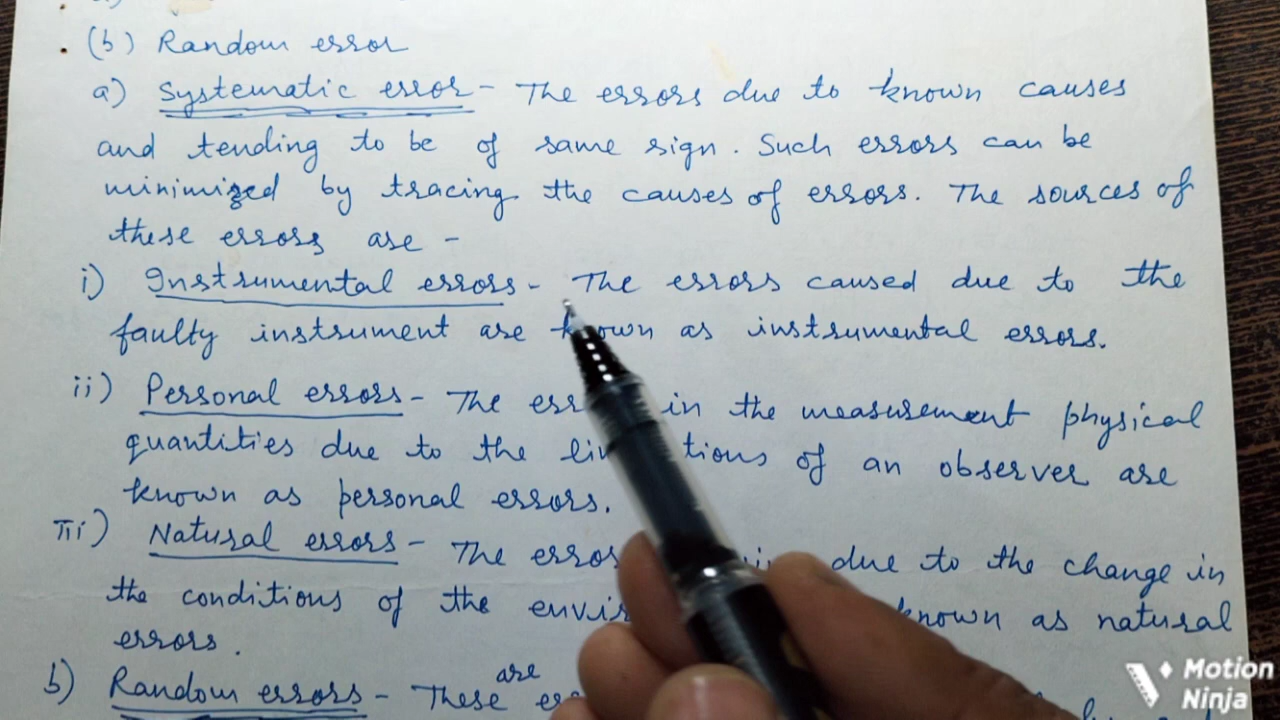 (b) Random error
a) Systematic error - The errors due to known causes
and tending to be of same sign. Such errors can be
minimized by tracing the causes of errors. The sources of
these errors are -
i) Instrumental errors - The errors caused due to the
faulty instrument are known as instrumental errors.
ii) Personal errors - The in the measurement physical
quantities due to the of an observer are
known as personal errors.
iii) Natural errors - The due to the change in
the conditions of the known as natural
errors.
are
b) Random errors - These
Motion
Ninja